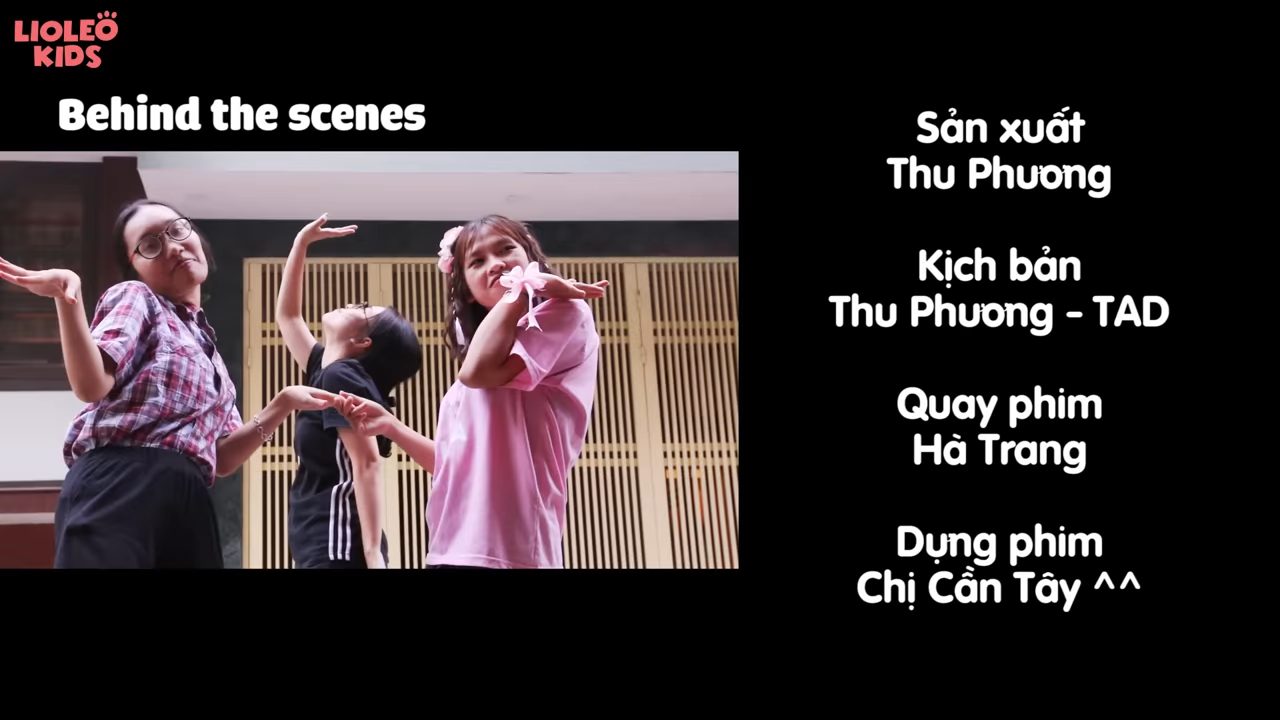 LIOLEO
KIDS
Behind the scenes
Sản xuất
Thu Phương
Kịch bản
Thu Phương - TAD
Quay phim
Hà Trang
Dựng phim
Chị Cần Tây ^^